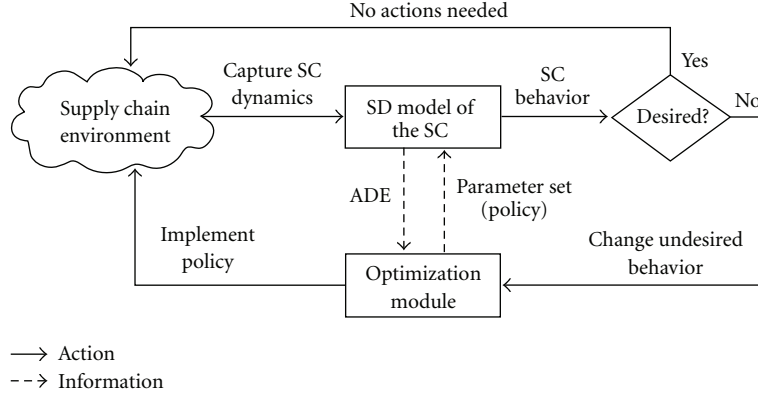 No actions needed
Capture SC
dynamics
SC
behavior
Yes
Supply chain
environment
SD model of
the SC
Desired?
No
ADE
Parameter set
(policy)
Implement
policy
Optimization
module
Change undesired
behavior
Action
Information